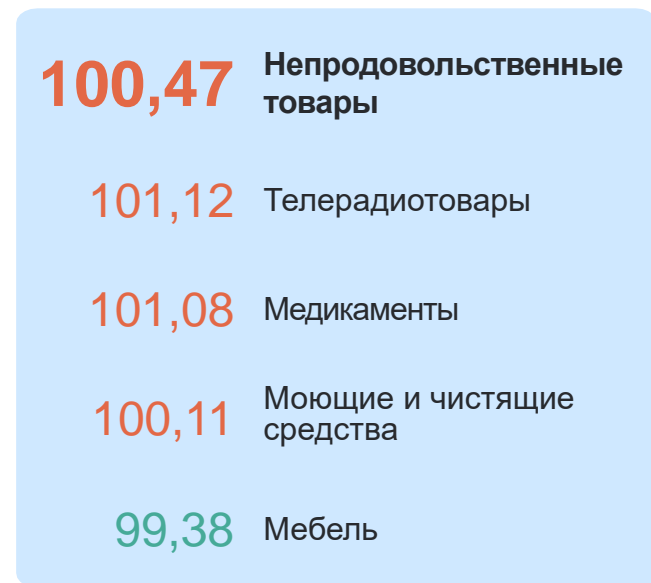 100,47 Непродовольственные
товары
101,12 Телерадиотовары
101,08 Медикаменты
100,11 Моющие и чистящие
средства
99,38 Мебель